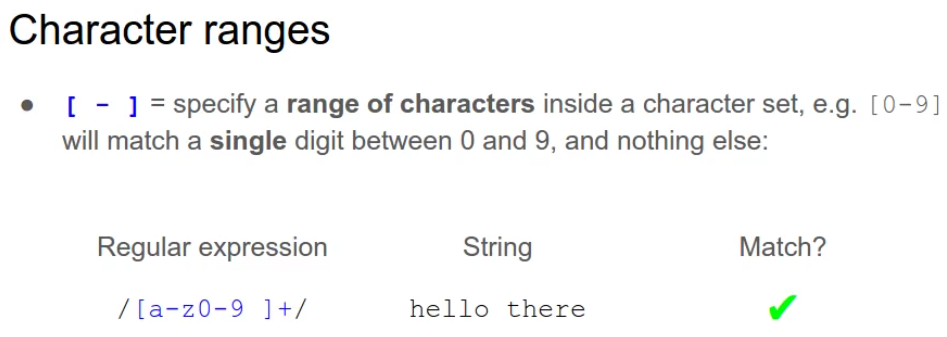 Character ranges
● [ - ] = specify a range of characters inside a character set, e.g. [0-9]
will match a single digit between 0 and 9, and nothing else:
Regular expression String Match?
/[a-z0-9 ]+/ hello there ✔